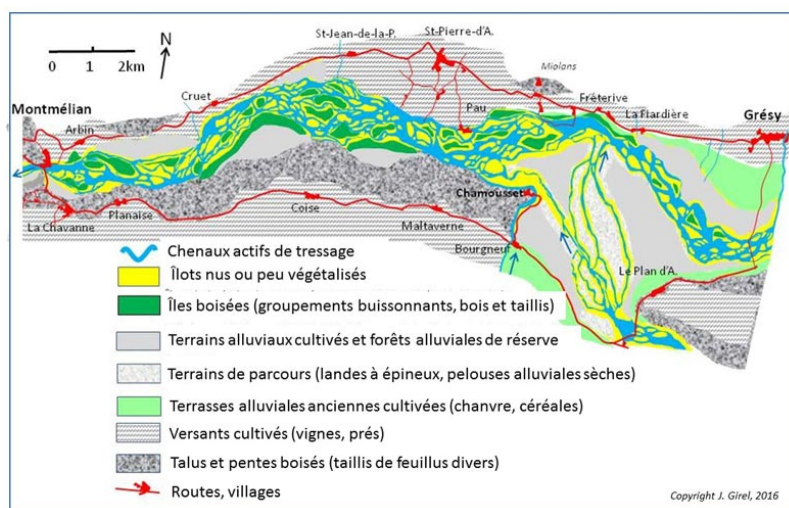 N
0 1 2km
St-Jean-de-la-P.
St-Pierre-d'A.
Miolans
Montmélian
Arbin
Cruet
Pau
Fréterive
La Flardière
Grésy
La Chavanne
Planaise
Coise
Maltaverne
Chamousset
Bourgneuf
Le Plan d'A.
Chenaux actifs de tressage
Îlots nus ou peu végétalisés
Îles boisées (groupements buissonnants, bois et taillis)
Terrains alluviaux cultivés et forêts alluviales de réserve
Terrains de parcours (landes à épineux, pelouses alluviales sèches)
Terrasses alluviales anciennes cultivées (chanvre, céréales)
Versants cultivés (vignes, prés)
Talus et pentes boisés (taillis de feuillus divers)
Routes, villages
Copyright J. Girel, 2016